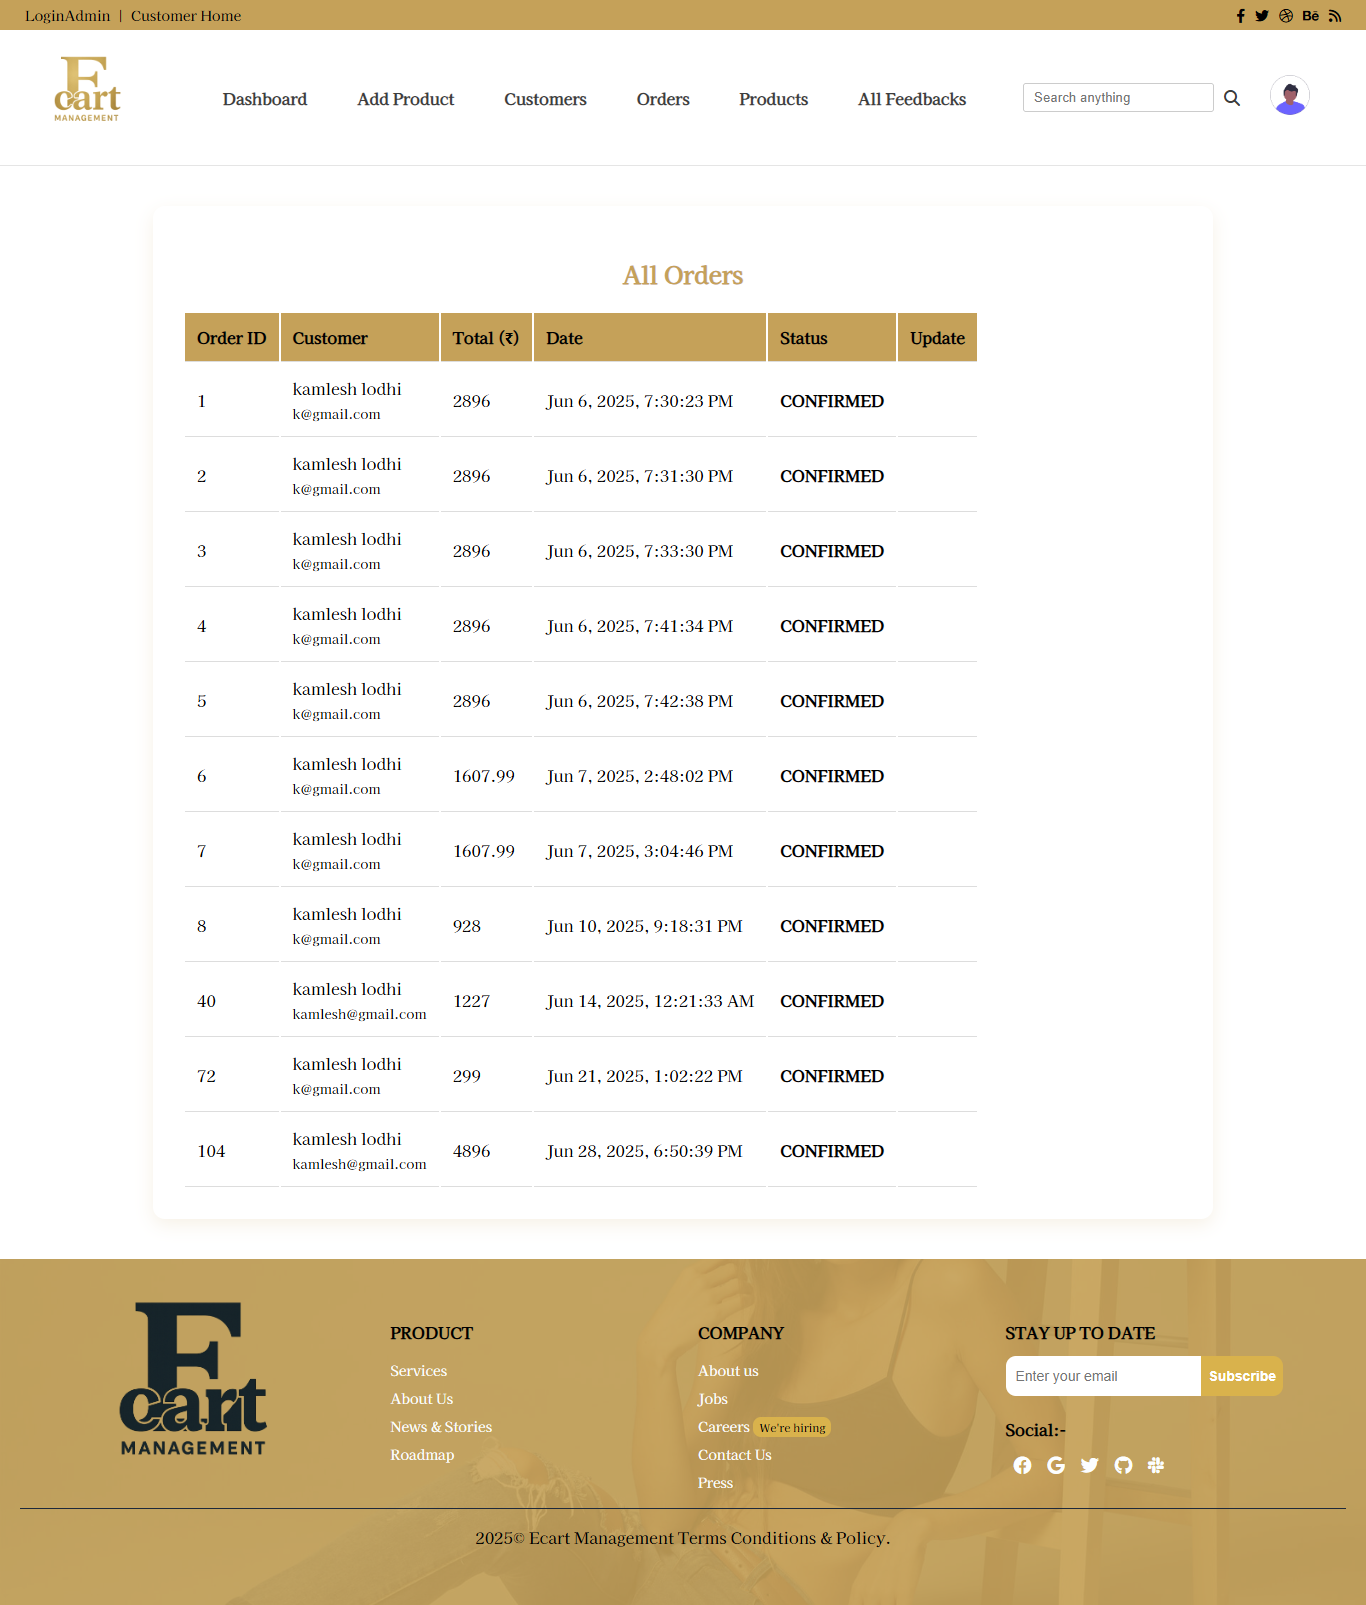 LoginAdmin | Customer Home
Bē
E
cart
MANAGEMENT
Dashboard Add Product Customers Orders Products All Feedbacks Search anything
All Orders
Order ID Customer Total (₹) Date Status Update
1 kamlesh lodhi 2896 Jun 6, 2025, 7:30:23 PM CONFIRMED
k@gmail.com
2 kamlesh lodhi 2896 Jun 6, 2025, 7:31:30 PM CONFIRMED
k@gmail.com
3 kamlesh lodhi 2896 Jun 6, 2025, 7:33:30 PM CONFIRMED
k@gmail.com
4 kamlesh lodhi 2896 Jun 6, 2025, 7:41:34 PM CONFIRMED
k@gmail.com
5 kamlesh lodhi 2896 Jun 6, 2025, 7:42:38 PM CONFIRMED
k@gmail.com
6 kamlesh lodhi 1607.99 Jun 7, 2025, 2:48:02 PM CONFIRMED
k@gmail.com
7 kamlesh lodhi 1607.99 Jun 7, 2025, 3:04:46 PM CONFIRMED
k@gmail.com
8 kamlesh lodhi 928 Jun 10, 2025, 9:18:31 PM CONFIRMED
k@gmail.com
40 kamlesh lodhi 1227 Jun 14, 2025, 12:21:33 AM CONFIRMED
kamlesh@gmail.com
72 kamlesh lodhi 299 Jun 21, 2025, 1:02:22 PM CONFIRMED
k@gmail.com
104 kamlesh lodhi 4896 Jun 28, 2025, 6:50:39 PM CONFIRMED
kamlesh@gmail.com
E
cart
MANAGEMENT
PRODUCT
Services
About Us
News & Stories
Roadmap
COMPANY
About us
Jobs
Careers We're hiring
Contact Us
Press
STAY UP TO DATE
Enter your email Subscribe
Social:-
2025© Ecart Management Terms Conditions & Policy.